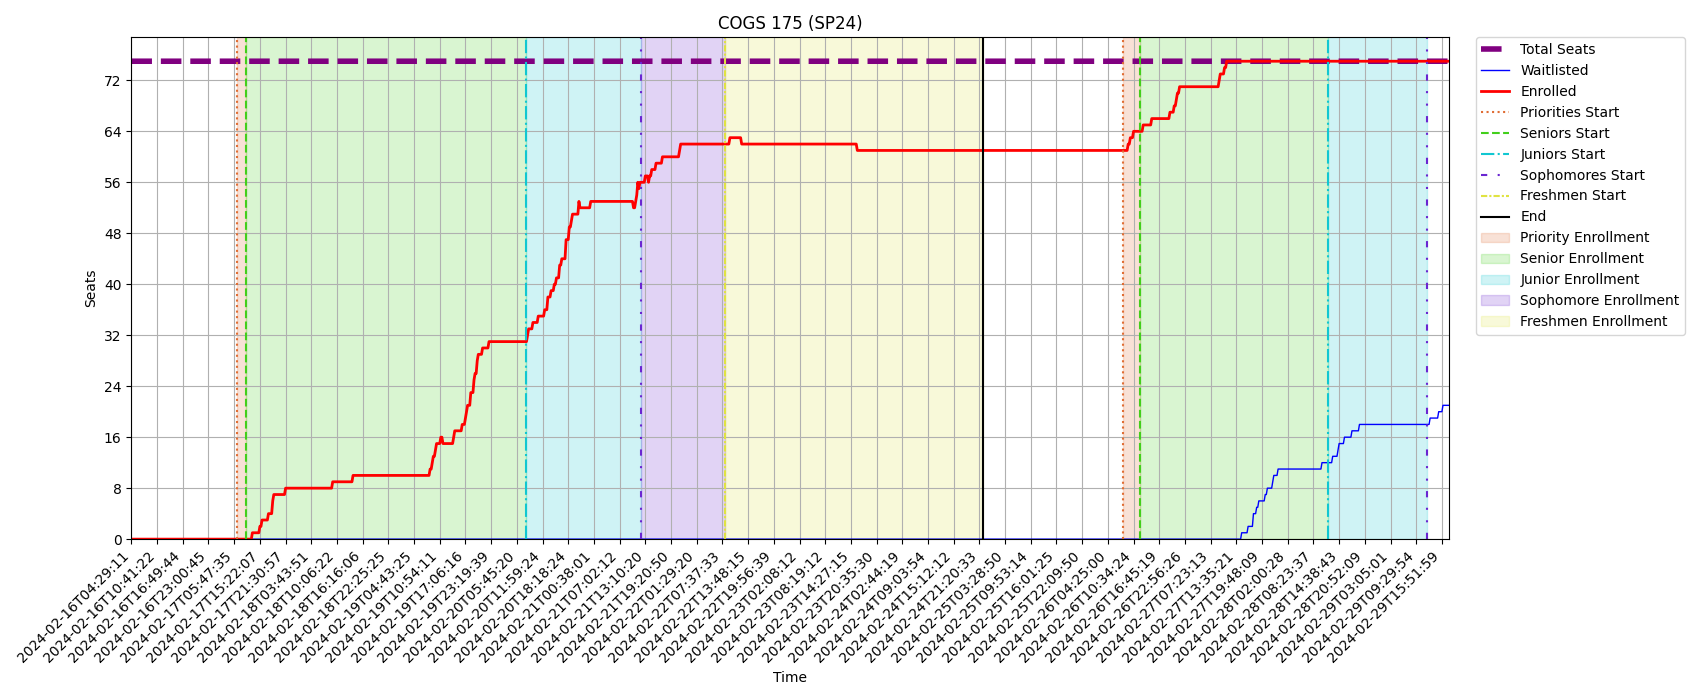 COGS 175 (SP24)
Total Seats
Waitlisted
Enrolled
Priorities Start
Seniors Start
Juniors Start
Sophomores Start
Freshmen Start
End
Priority Enrollment
Senior Enrollment
Junior Enrollment
Sophomore Enrollment
Freshmen Enrollment
Seats
72
64
56
48
40
32
24
16
8
0
2024-02-16T04:29:11
2024-02-16T10:41:22
2024-02-16T16:49:44
2024-02-16T23:00:45
2024-02-17T05:47:35
2024-02-17T15:22:07
2024-02-17T21:30:57
2024-02-18T03:43:51
2024-02-18T10:06:22
2024-02-18T16:16:06
2024-02-18T22:25:25
2024-02-19T04:43:25
2024-02-19T10:54:11
2024-02-19T17:06:16
2024-02-19T23:19:39
2024-02-20T05:45:20
2024-02-20T11:59:24
2024-02-20T18:18:24
2024-02-21T00:38:01
2024-02-21T07:02:12
2024-02-21T13:10:20
2024-02-21T19:20:50
2024-02-22T01:29:20
2024-02-22T07:37:33
2024-02-22T13:48:15
2024-02-22T19:56:39
2024-02-23T02:08:12
2024-02-23T08:19:12
2024-02-23T14:27:15
2024-02-23T20:35:30
2024-02-24T02:44:19
2024-02-24T09:03:54
2024-02-24T15:12:12
2024-02-24T21:20:33
2024-02-25T03:28:50
2024-02-25T09:53:14
2024-02-25T16:01:25
2024-02-25T22:09:50
2024-02-26T04:25:00
2024-02-26T10:34:24
2024-02-26T16:45:19
2024-02-26T22:56:26
2024-02-27T07:23:13
2024-02-27T13:35:21
2024-02-27T19:48:09
2024-02-28T02:00:28
2024-02-28T08:23:37
2024-02-28T14:38:43
2024-02-28T20:52:09
2024-02-29T03:05:01
2024-02-29T09:29:54
2024-02-29T15:51:59
Time